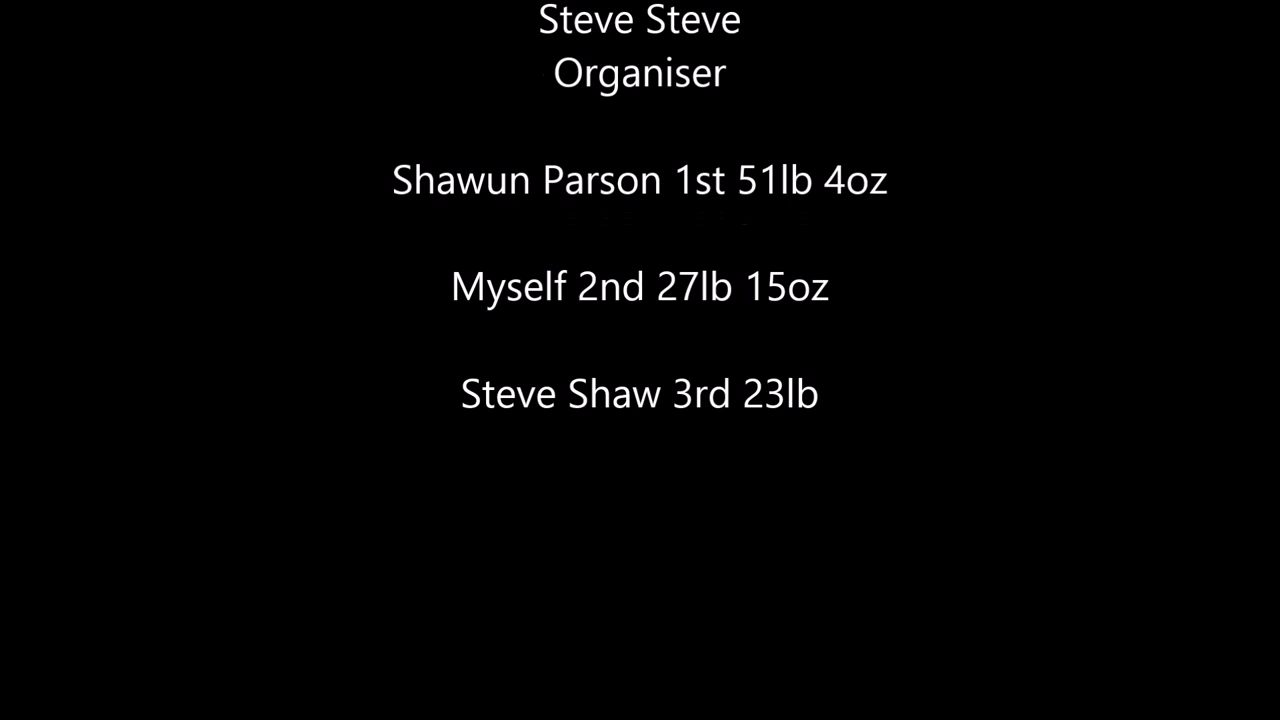 Steve Steve
Organiser
Shawun Parson 1st 51lb 4oz
Myself 2nd 27lb 15oz
Steve Shaw 3rd 23lb